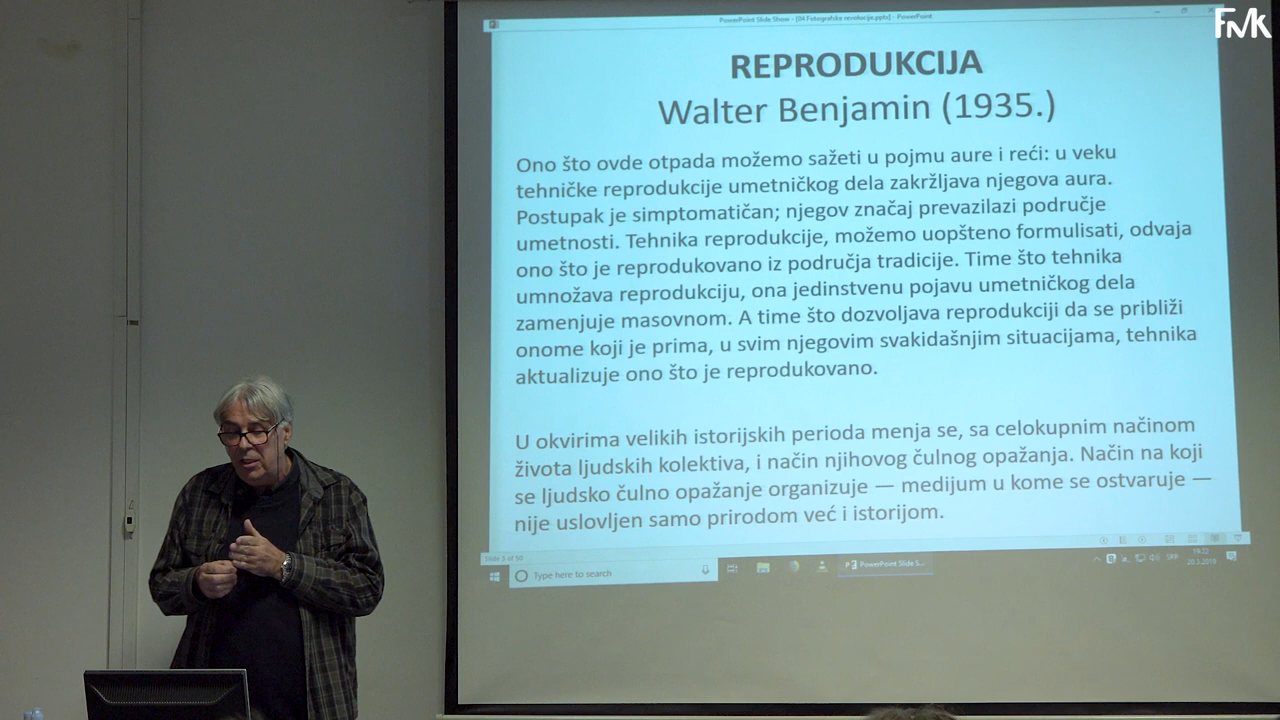 PowerPoint Slide Show - [04 Fotografske revolucije.pptx] - PowerPoint
FMK
REPRODUKCIJA
Walter Benjamin (1935.)
Ono što ovde otpada možemo sažeti u pojmu aure i reći: u veku
tehničke reprodukcije umetničkog dela zakržljava njegova aura.
Postupak je simptomatičan; njegov značaj prevazilazi područje
umetnosti. Tehnika reprodukcije, možemo uopšteno formulisati, odvaja
ono što je reprodukovano iz područja tradicije. Time što tehnika
umnožava reprodukciju, ona jedinstvenu pojavu umetničkog dela
zamenjuje masovnom. A time što dozvoljava reprodukciji da se približi
onome koji je prima, u svim njegovim svakidašnjim situacijama, tehnika
aktualizuje ono što je reprodukovano.
U okvirima velikih istorijskih perioda menja se, sa celokupnim načinom
života ljudskih kolektiva, i način njihovog čulnog opažanja. Način na koji
se ljudsko čulno opažanje organizuje — medijum u kome se ostvaruje —
nije uslovljen samo prirodom već i istorijom.
Slide 5 of 50
Type here to search
PowerPoint Slide S...
SRP
19:22
20.3.2019